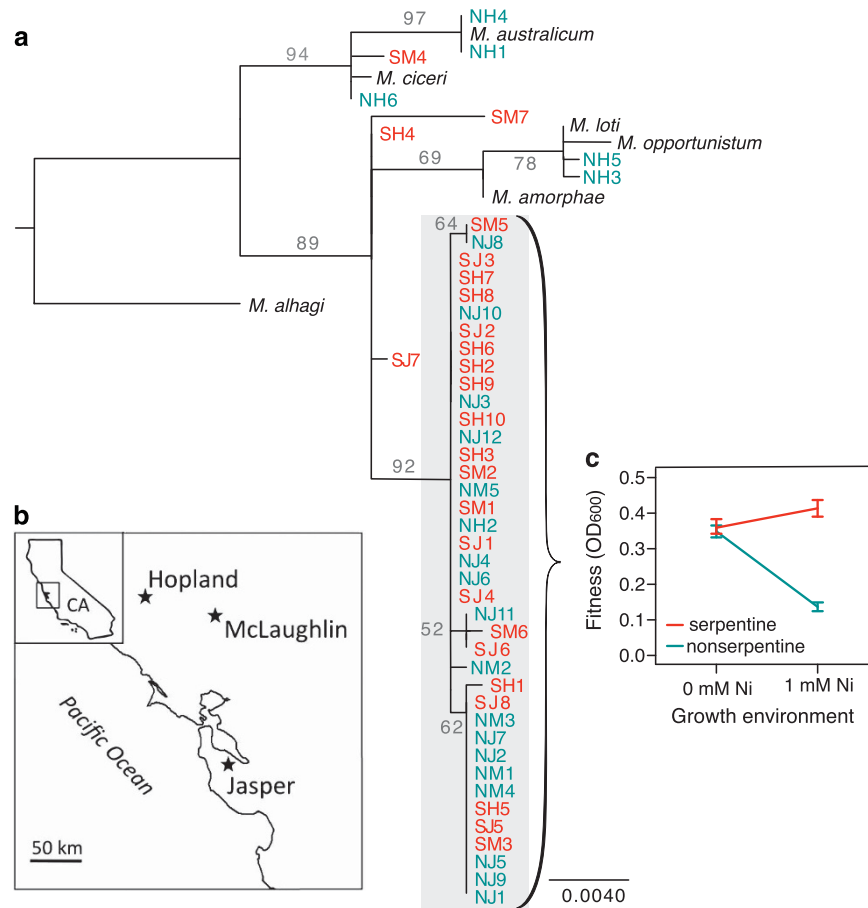 a
97
NH4
M. australicum
NH1
94
SM4
M. ciceri
NH6
SM7
SH4
M. loti
M. opportunistum
69
78
NH5
NH3
M. amorphae
89
64
SM5
NJ8
SJ3
SH7
SH8
M. alhagi
NJ10
SJ2
SH6
SJ7
SH2
SH9
NJ3
SH10
NJ12
SH3
92
SM2
NM5
SM1
NH2
SJ1
NJ4
NJ6
SJ4
NJ11
52
SM6
SJ6
NM2
SH1
SJ8
62
NM3
NJ7
NJ2
NM1
NM4
SH5
SJ5
SM3
NJ5
NJ9
NJ1
0.0040
b
CA
Hopland
McLaughlin
Pacific Ocean
Jasper
50 km
c
Fitness (OD600)
0.5
0.4
0.3
0.2
0.1
0.0
serpentine
nonserpentine
0 mM Ni
1 mM Ni
Growth environment